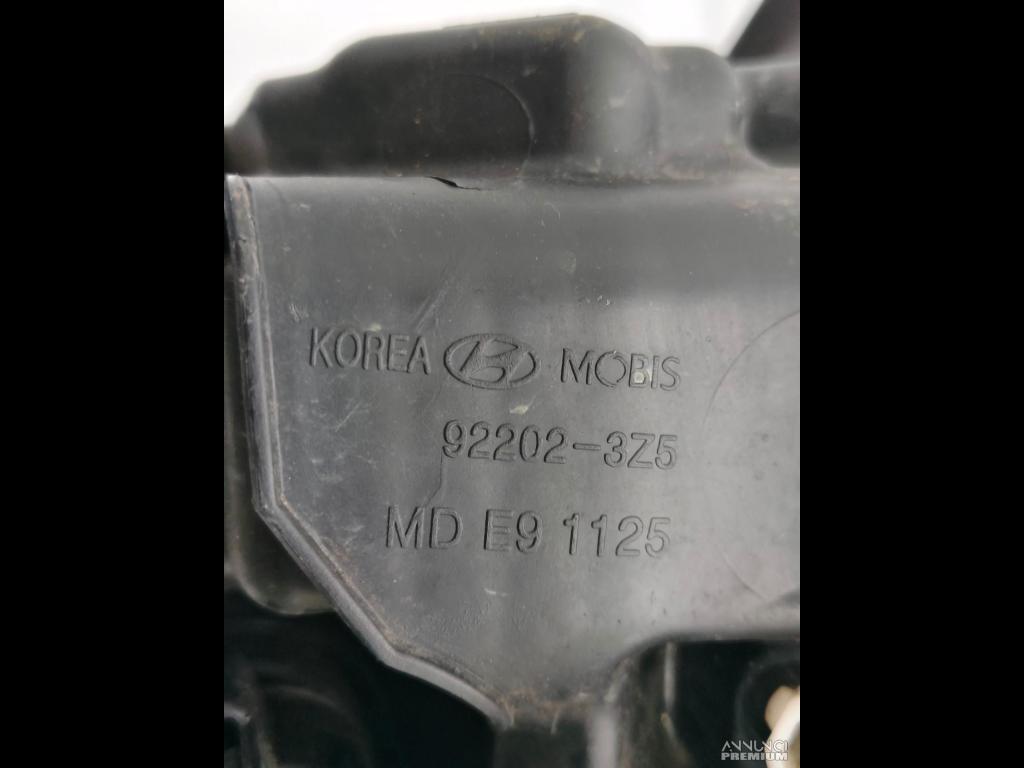 KOREA MOBIS
92202-3Z5
MD E9 1125
ANNUNCI
PREMIUM